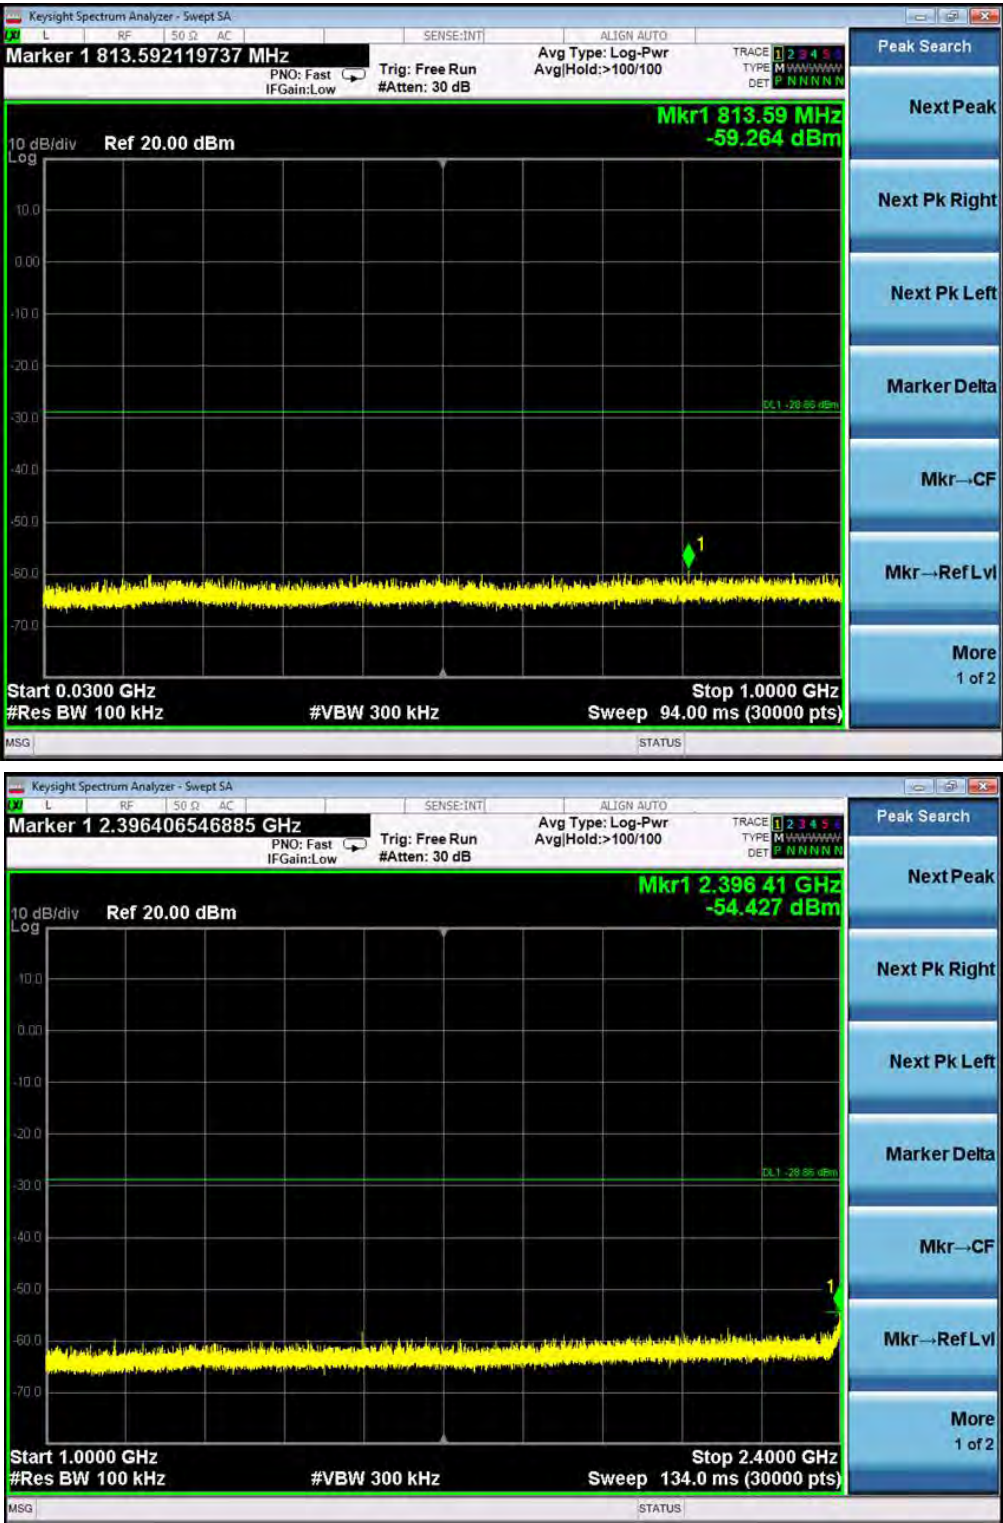 Keysight Spectrum Analyzer - Swept SA
LXI L RF 50 Ω AC SENSE:INT ALIGN AUTO
Marker 1 813.592119737 MHz
PNO: Fast
IFGain:Low
Trig: Free Run
#Atten: 30 dB
Avg Type: Log-Pwr
Avg|Hold:>100/100
TRACE 1 2 3 4 5 6
TYPE M WWWWW
DET P N N N N N
Peak Search
Mkr1 813.59 MHz
-59.264 dBm
10 dB/div Ref 20.00 dBm
Log
10.0
0.00
-10.0
-20.0
DL1 -28.86 dBm
-30.0
-40.0
-50.0
1
-60.0
-70.0
Start 0.0300 GHz Stop 1.0000 GHz
#Res BW 100 kHz #VBW 300 kHz Sweep 94.00 ms (30000 pts)
MSG STATUS
Next Peak
Next Pk Right
Next Pk Left
Marker Delta
Mkr→CF
Mkr→Ref Lvl
More
1 of 2
Keysight Spectrum Analyzer - Swept SA
LXI L RF 50 Ω AC SENSE:INT ALIGN AUTO
Marker 1 2.396406546885 GHz
PNO: Fast
IFGain:Low
Trig: Free Run
#Atten: 30 dB
Avg Type: Log-Pwr
Avg|Hold:>100/100
TRACE 1 2 3 4 5 6
TYPE M WWWWW
DET P N N N N N
Peak Search
Mkr1 2.396 41 GHz
-54.427 dBm
10 dB/div Ref 20.00 dBm
Log
10.0
0.00
-10.0
-20.0
DL1 -28.86 dBm
-30.0
-40.0
-50.0
1
-60.0
-70.0
Start 1.0000 GHz Stop 2.4000 GHz
#Res BW 100 kHz #VBW 300 kHz Sweep 134.0 ms (30000 pts)
MSG STATUS
Next Peak
Next Pk Right
Next Pk Left
Marker Delta
Mkr→CF
Mkr→Ref Lvl
More
1 of 2